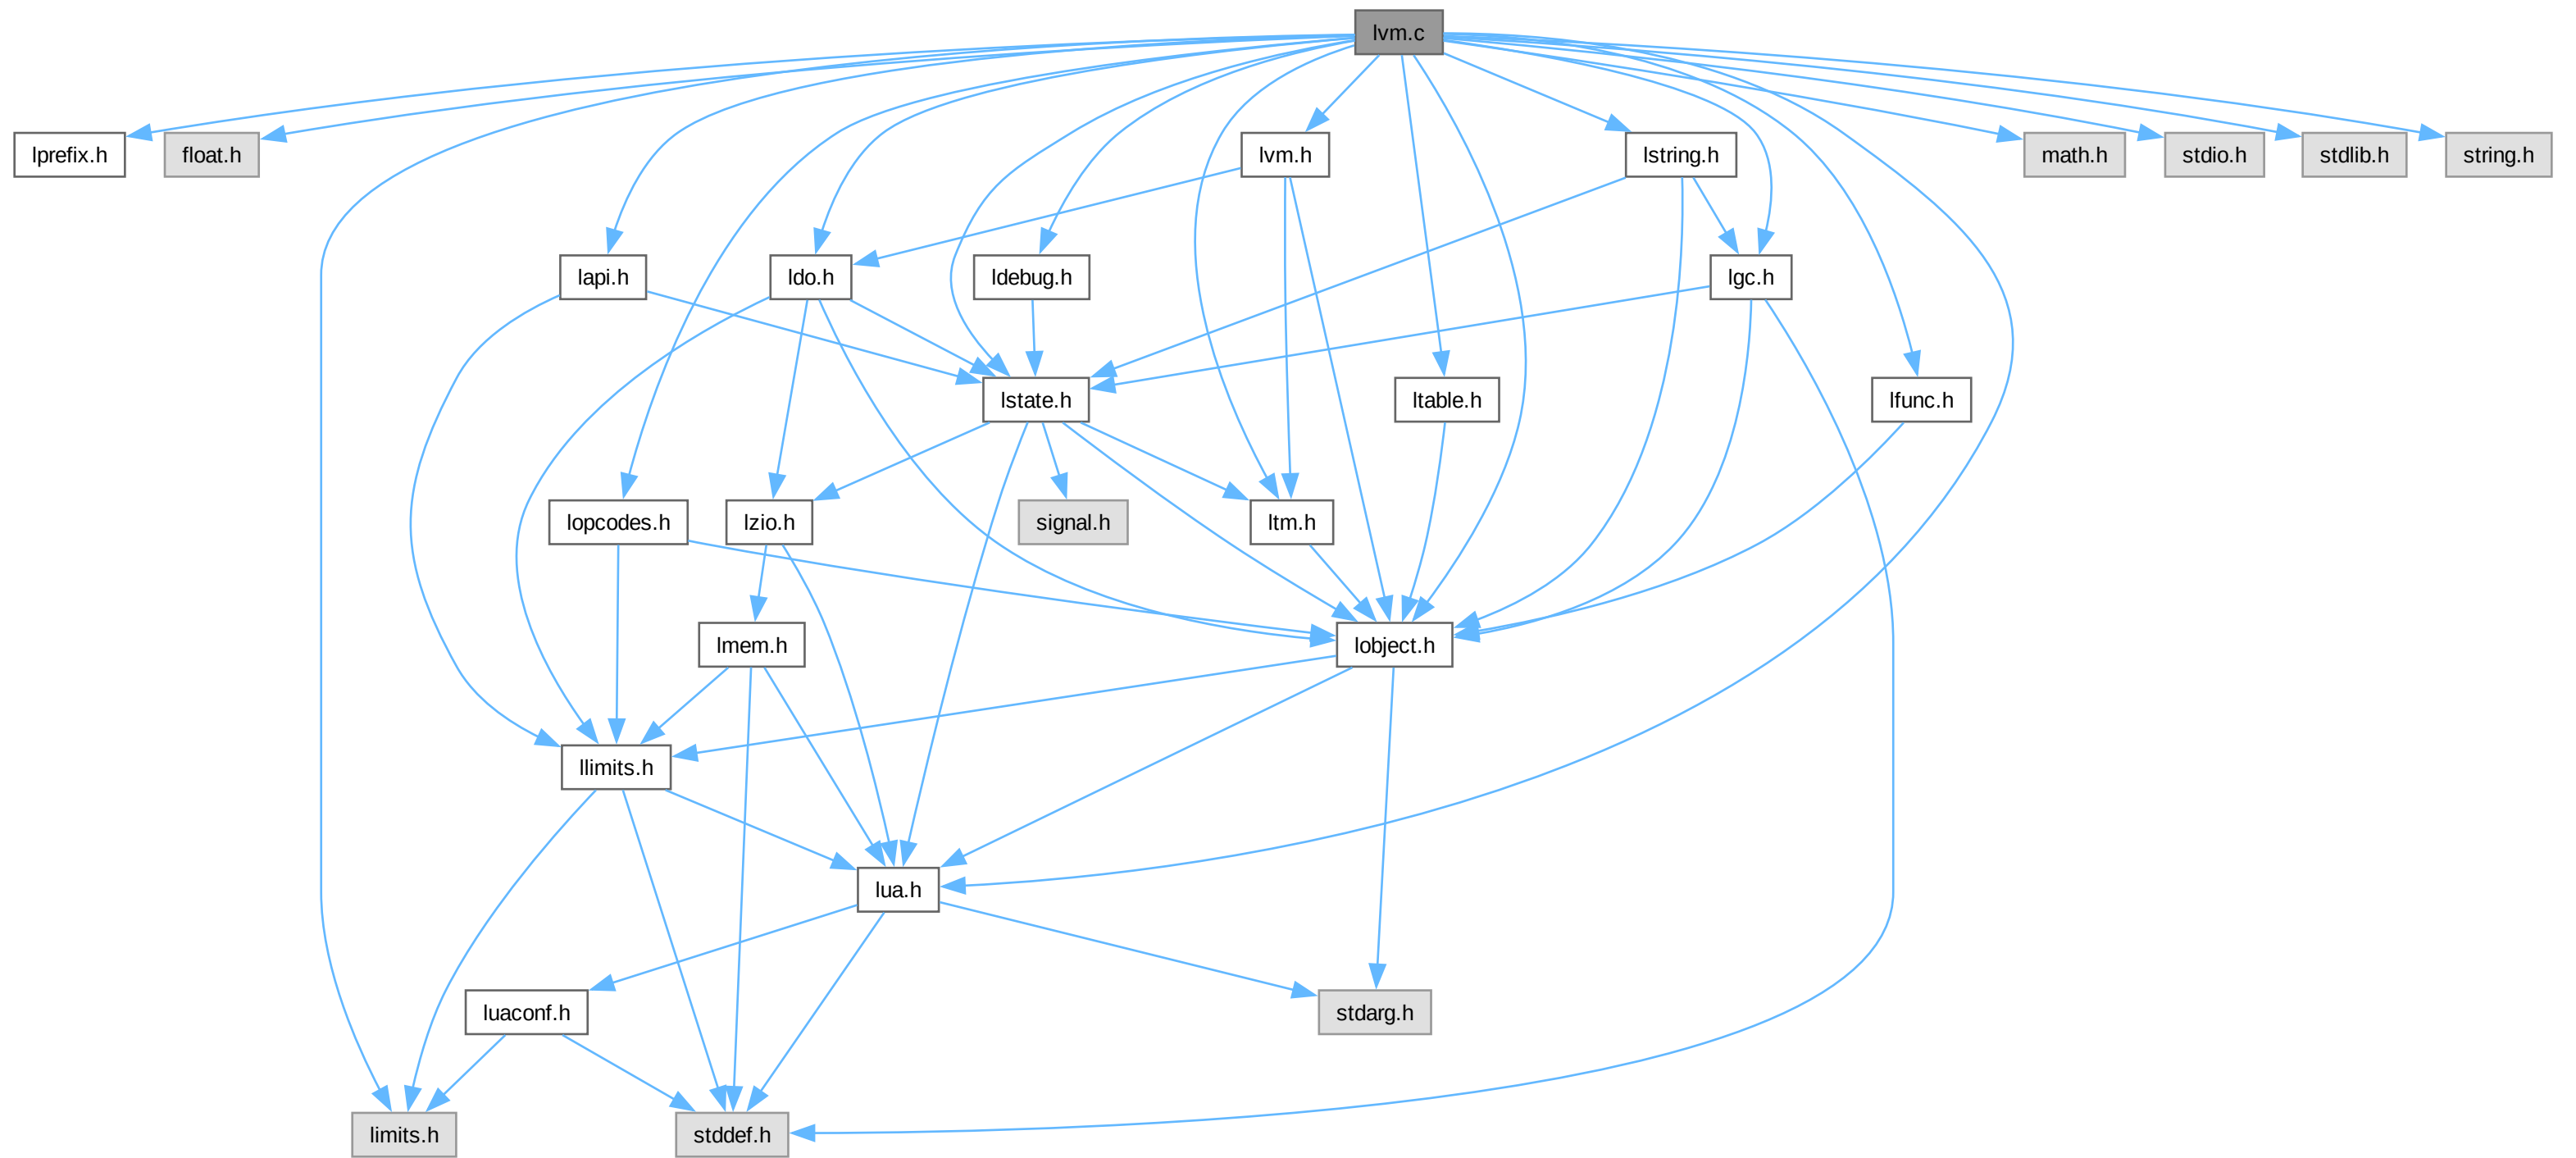 lvm.c
lprefix.h
float.h
lvm.h
lstring.h
math.h
stdio.h
stdlib.h
string.h
lapi.h
ldo.h
ldebug.h
lgc.h
lstate.h
ltable.h
lfunc.h
lopcodes.h
lzio.h
signal.h
ltm.h
lmem.h
lobject.h
llimits.h
lua.h
luaconf.h
stdarg.h
limits.h
stddef.h